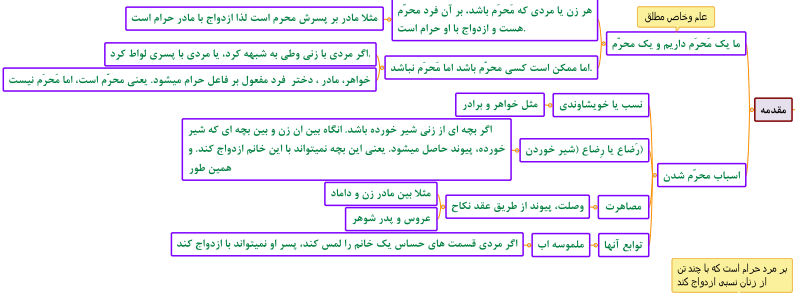 مقدمه
عام وخاص مطلق
ما یک مَحرَم داریم و یک محرّم
هر زن یا مردی که مَحرَم باشد، بر آن فرد محرّم
هست و ازدواج با او حرام است.
مثلا مادر بر پسرش محرم است لذا ازدواج با مادر حرام است
اما ممکن است کسی محرّم باشد اما مَحرَم نباشد.
اگر مردی با زنی وطی به شبهه کرد، یا مردی با پسری لواط کرد.
خواهر، مادر ، دختر فرد مفعول بر فاعل حرام میشود. یعنی محرّم است، اما مَحرَم نیست
اسباب محرّم شدن
نسب یا خویشاوندی
مثل خواهر و برادر
رَضاع یا رِضاع (شیر خوردن)
اگر بچه ای از زنی شیر خورده باشد. انگاه بین ان زن و بین بچه ای که شیر
خورده، پیوند حاصل میشود. یعنی این بچه نمیتواند با این خانم ازدواج کند. و
همین طور
مصاهرت
وصلت، پیوند از طریق عقد نکاح
مثلا بین مادر زن و داماد
عروس و پدر شوهر
توابع آنها
ملموسه اب
اگر مردی قسمت های حساس یک خانم را لمس کند، پسر او نمیتواند با ازدواج کند
بر مرد حرام است که با چند تن
از زنان نسبی ازدواج کند